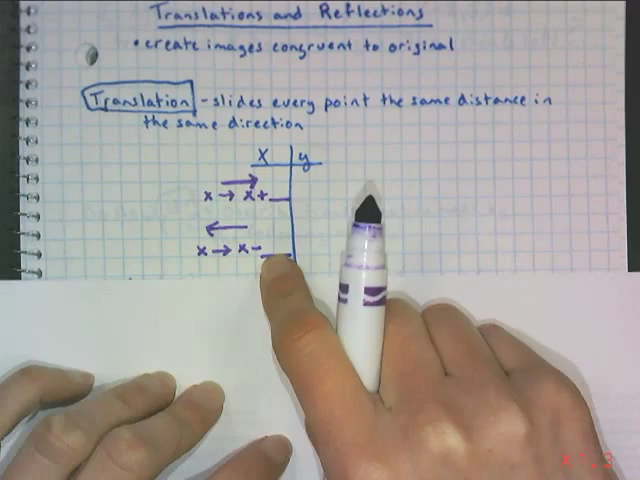 Translations and Reflections
• create images congruent to original
Translation - slides every point the same distance in
the same direction
x y
→
x → x + __
←
x → x - __